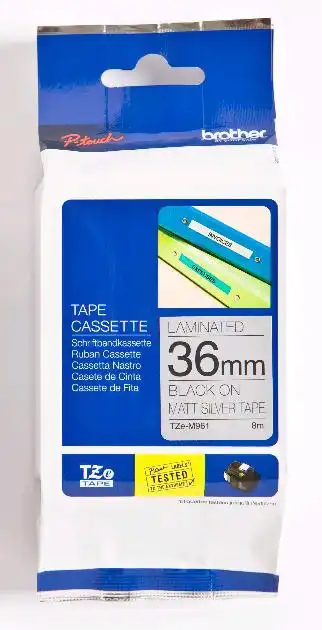 P-touch
brother
INVOICES
TAPE
CASSETTE
Schriftbandkassette
Ruban Cassette
Cassetta Nastro
Casete de Cinta
Cassete de Fita
LAMINATED
36mm
BLACK ON
MATT SILVER TAPE
TZe-M961
8m
TZe
TAPE
TESTED